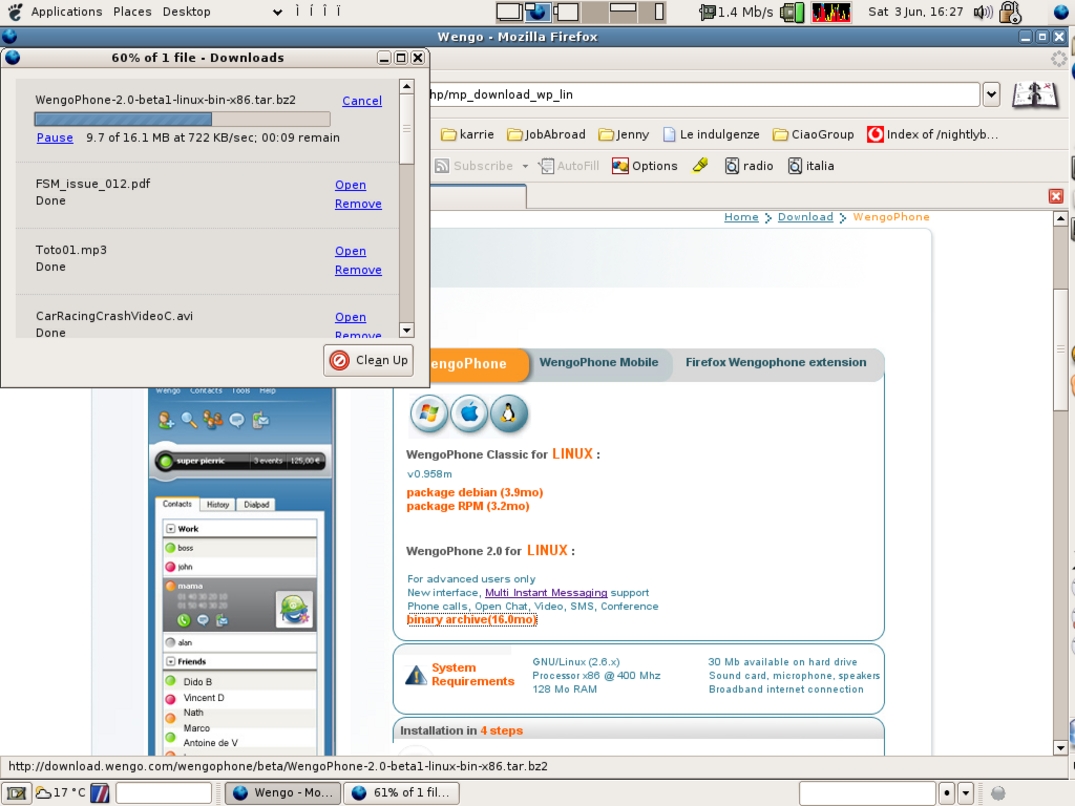 Applications Places Desktop
1.4 Mb/s
Sat 3 Jun, 16:27
Wengo - Mozilla Firefox
60% of 1 file - Downloads
WengoPhone-2.0-beta1-linux-bin-x86.tar.bz2
Cancel
Pause 9.7 of 16.1 MB at 722 KB/sec; 00:09 remain
FSM_issue_012.pdf
Open
Done
Remove
Toto01.mp3
Open
Done
Remove
CarRacingCrashVideoC.avi
Open
Done
Remove
Clean Up
hp/mp_download_wp_lin
karrie JobAbroad Jenny Le indulgenze CiaoGroup Index of /nightlyb...
Subscribe AutoFill Options radio italia
Home Download WengoPhone
engoPhone WengoPhone Mobile Firefox Wengophone extension
WengoPhone Classic for LINUX :
v0.958m
package debian (3.9mo)
package RPM (3.2mo)
WengoPhone 2.0 for LINUX :
For advanced users only
New interface, Multi Instant Messaging support
Phone calls, Open Chat, Video, SMS, Conference
binary archive(16.0mo)
System Requirements
GNU/Linux (2.6.x)
Processor x86 @ 400 Mhz
128 Mo RAM
30 Mb available on hard drive
Sound card, microphone, speakers
Broadband internet connection
Installation in 4 steps
Wengo Contacts Tools Help
super pierric 3 events 125,00 €
Contacts History Dialpad
Work
boss
john
mama
alan
Friends
Dido B
Vincent D
Nath
Marco
Antoine de V
http://download.wengo.com/wengophone/beta/WengoPhone-2.0-beta1-linux-bin-x86.tar.bz2
17 °C
Wengo - Mo...
61% of 1 fil...